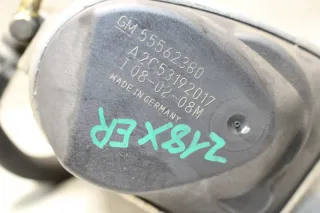 GM 55562380
A2C53192017
I 08-02-08M
MADE IN GERMANY
Z18XER